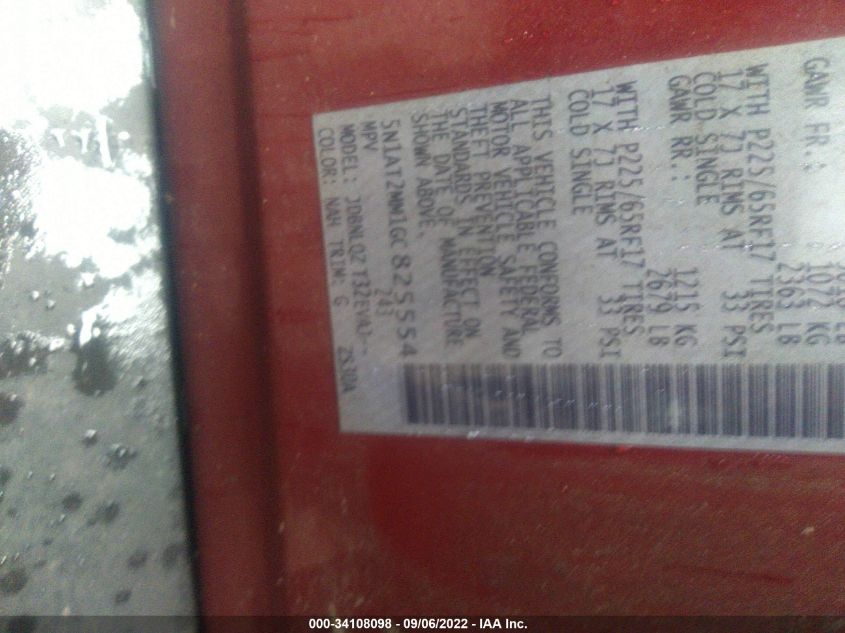 GAWR FR.:
1072 KG
2363 LB
WITH P225/65RF17 TIRES
17 X 7J RIMS AT 33 PSI
COLD SINGLE
GAWR RR.: 1215 KG
2679 LB
WITH P225/65RF17 TIRES
17 X 7J RIMS AT 33 PSI
COLD SINGLE
THIS VEHICLE CONFORMS TO
ALL APPLICABLE FEDERAL
MOTOR VEHICLE SAFETY AND
THEFT PREVENTION
STANDARDS IN EFFECT ON
THE DATE OF MANUFACTURE
SHOWN ABOVE.
5N1AT2MM1GC825554
MPV 243
MODEL:
COLOR: NAH TRIM: G
000-34108098 - 09/06/2022 - IAA Inc.